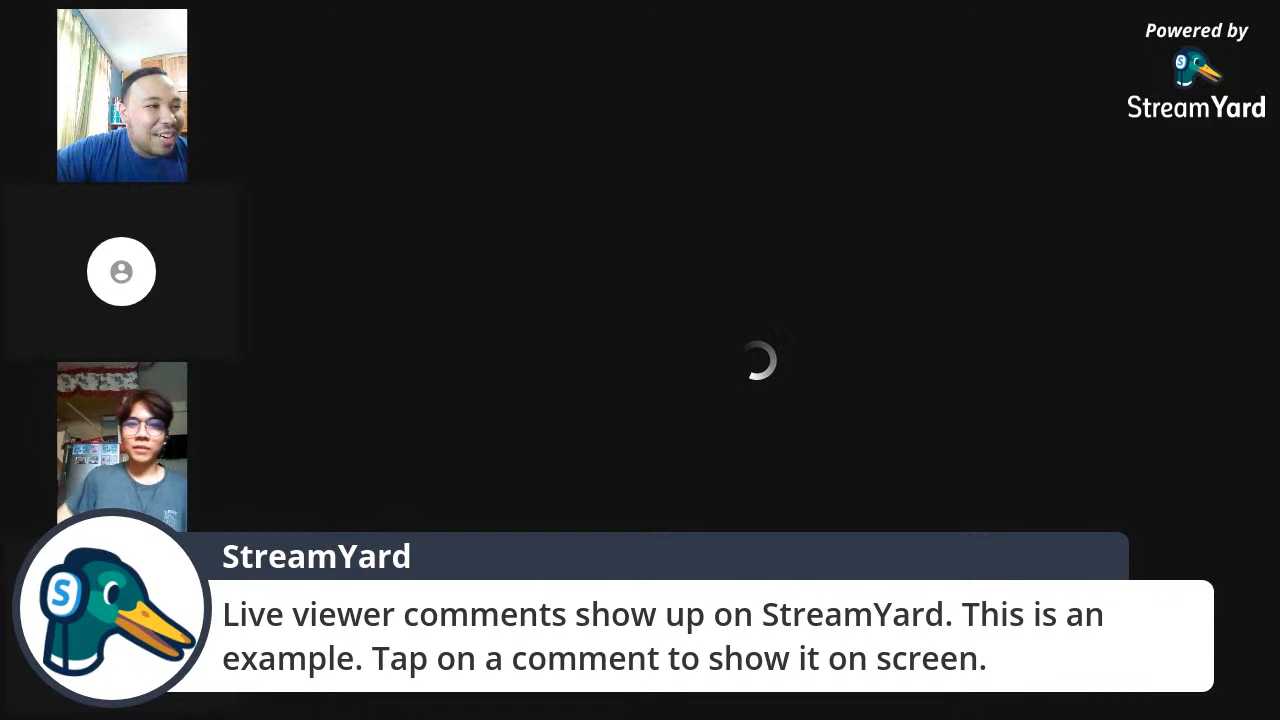 Powered by
StreamYard
StreamYard
Live viewer comments show up on StreamYard. This is an
example. Tap on a comment to show it on screen.
S
S